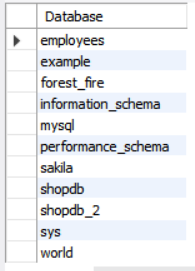 Database
employees
example
forest_fire
information_schema
mysql
performance_schema
sakila
shopdb
shopdb_2
sys
world